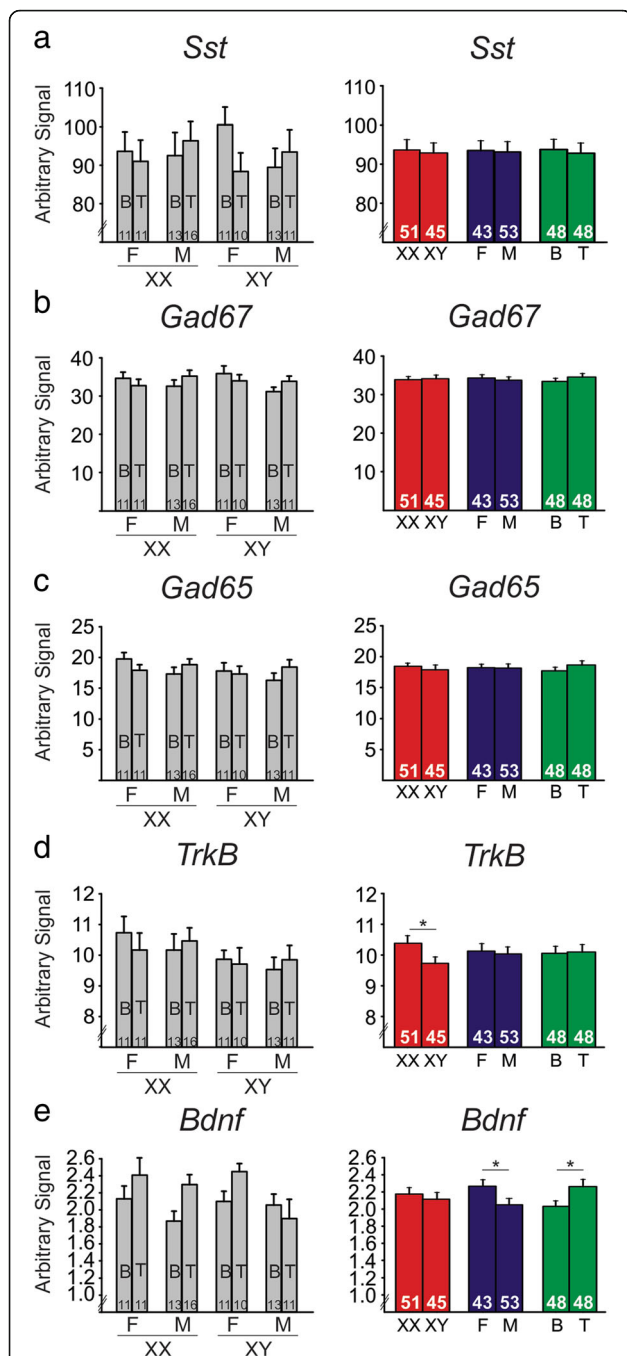 a
Sst Sst
Arbitrary Signal
110
100
90
80
B T B T B T B T
11 11 13 16 11 10 13 11
F M F M
XX XY
110
100
90
80
51 45 43 53 48 48
XX XY F M B T
b
Gad67 Gad67
Arbitrary Signal
40
30
20
10
B T B T B T B T
11 11 13 16 11 10 13 11
F M F M
XX XY
40
30
20
10
51 45 43 53 48 48
XX XY F M B T
c
Gad65 Gad65
Arbitrary Signal
25
20
15
10
5
B T B T B T B T
11 11 13 16 11 10 13 11
F M F M
XX XY
25
20
15
10
5
51 45 43 53 48 48
XX XY F M B T
d
TrkB TrkB
Arbitrary Signal
12
11
10
9
8
B T B T B T B T
11 11 13 16 11 10 13 11
F M F M
XX XY
12
11
10
9
8
*
51 45 43 53 48 48
XX XY F M B T
e
Bdnf Bdnf
Arbitrary Signal
2.6
2.4
2.2
2.0
1.8
1.6
1.4
1.2
1.0
B T B T B T B T
11 11 13 16 11 10 13 11
F M F M
XX XY
2.6
2.4
2.2
2.0
1.8
1.6
1.4
1.2
1.0
* *
51 45 43 53 48 48
XX XY F M B T